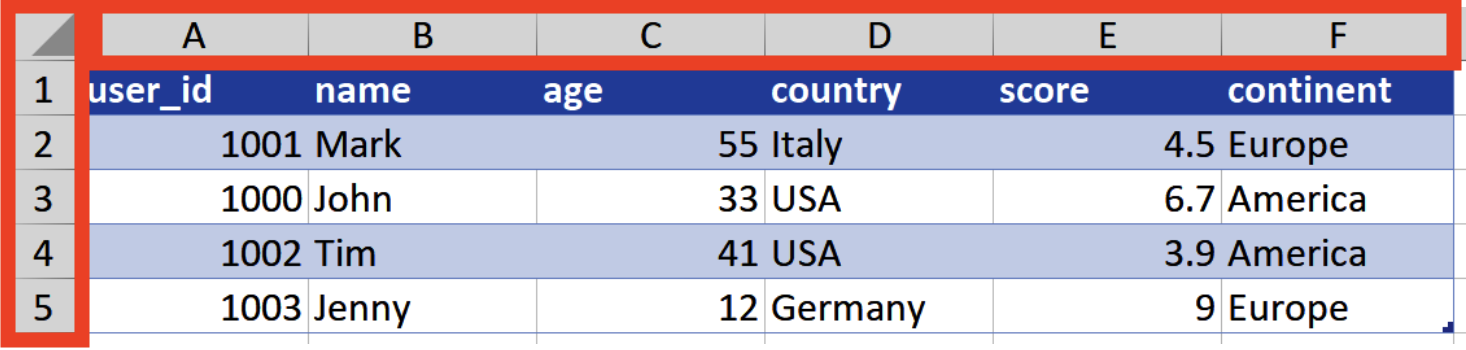 A B C D E F
1 user_id name age country score continent
2 1001 Mark 55 Italy 4.5 Europe
3 1000 John 33 USA 6.7 America
4 1002 Tim 41 USA 3.9 America
5 1003 Jenny 12 Germany 9 Europe